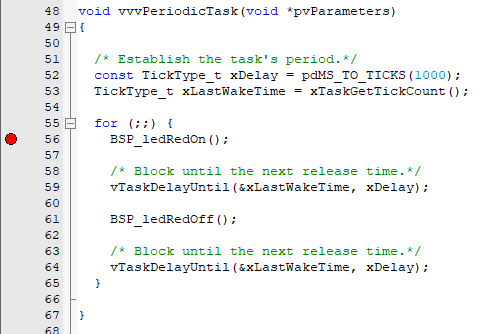 48 void vvvPeriodicTask(void *pvParameters)
49 {
50
51 /* Establish the task's period.*/
52 const TickType_t xDelay = pdMS_TO_TICKS(1000);
53 TickType_t xLastWakeTime = xTaskGetTickCount();
54
55 for (;;) {
56 BSP_ledRedOn();
57
58 /* Block until the next release time.*/
59 vTaskDelayUntil(&xLastWakeTime, xDelay);
60
61 BSP_ledRedOff();
62
63 /* Block until the next release time.*/
64 vTaskDelayUntil(&xLastWakeTime, xDelay);
65 }
66
67 }
68